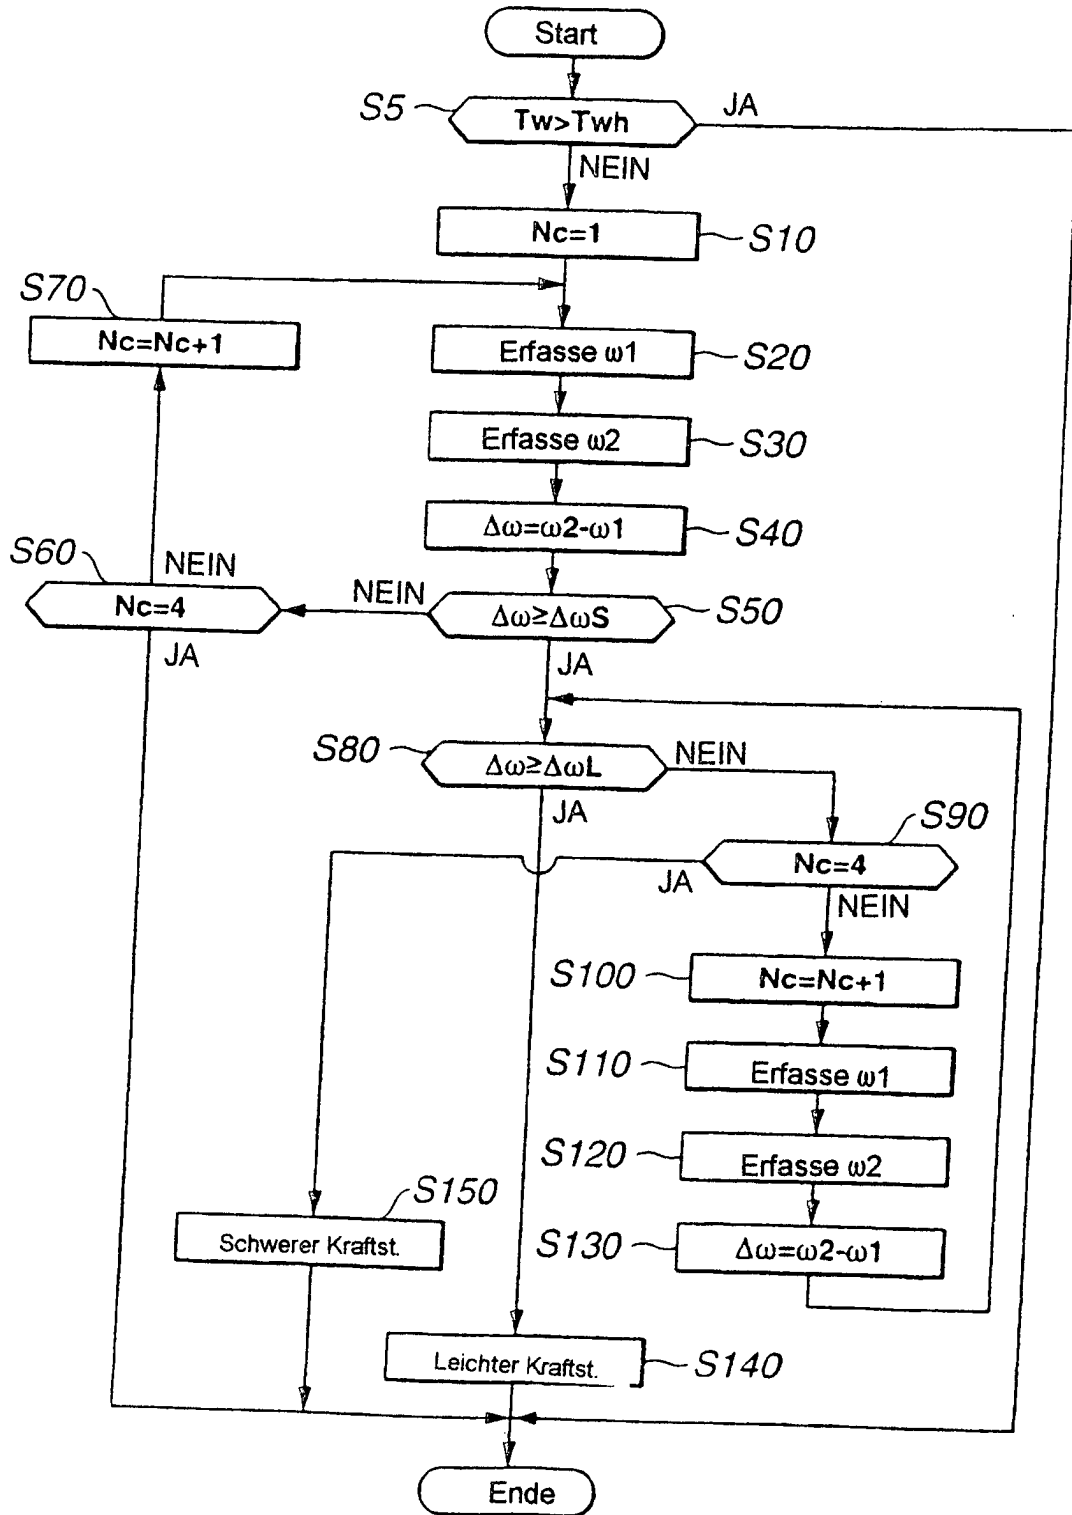 Start
S5
Tw>Twh
JA
NEIN
Nc=1
S10
S70
Nc=Nc+1
Erfasse ω1
S20
Erfasse ω2
S30
Δω=ω2-ω1
S40
S60
NEIN
Nc=4
JA
NEIN
Δω≥ΔωS
S50
JA
S80
Δω≥ΔωL
NEIN
JA
S90
Nc=4
JA
NEIN
S100
Nc=Nc+1
S110
Erfasse ω1
S120
Erfasse ω2
S130
Δω=ω2-ω1
S150
Schwerer Kraftst.
Leichter Kraftst.
S140
Ende